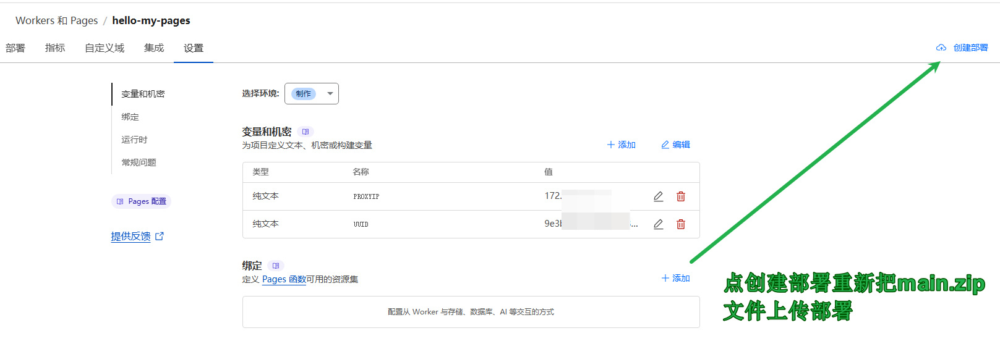 Workers 和 Pages / hello-my-pages
部署 指标 自定义域 集成 设置 创建部署
变量和机密
绑定
运行时
常规问题
Pages 配置
提供反馈
选择环境: 制作
变量和机密
为项目定义文本、机密或构建变量 添加 编辑
类型 名称 值
纯文本 PROXYIP 172.
纯文本 UUID 9e3
绑定
定义 Pages 函数可用的资源集 添加
配置从 Worker 与存储、数据库、AI 等交互的方式
点创建部署重新把main.zip
文件上传部署